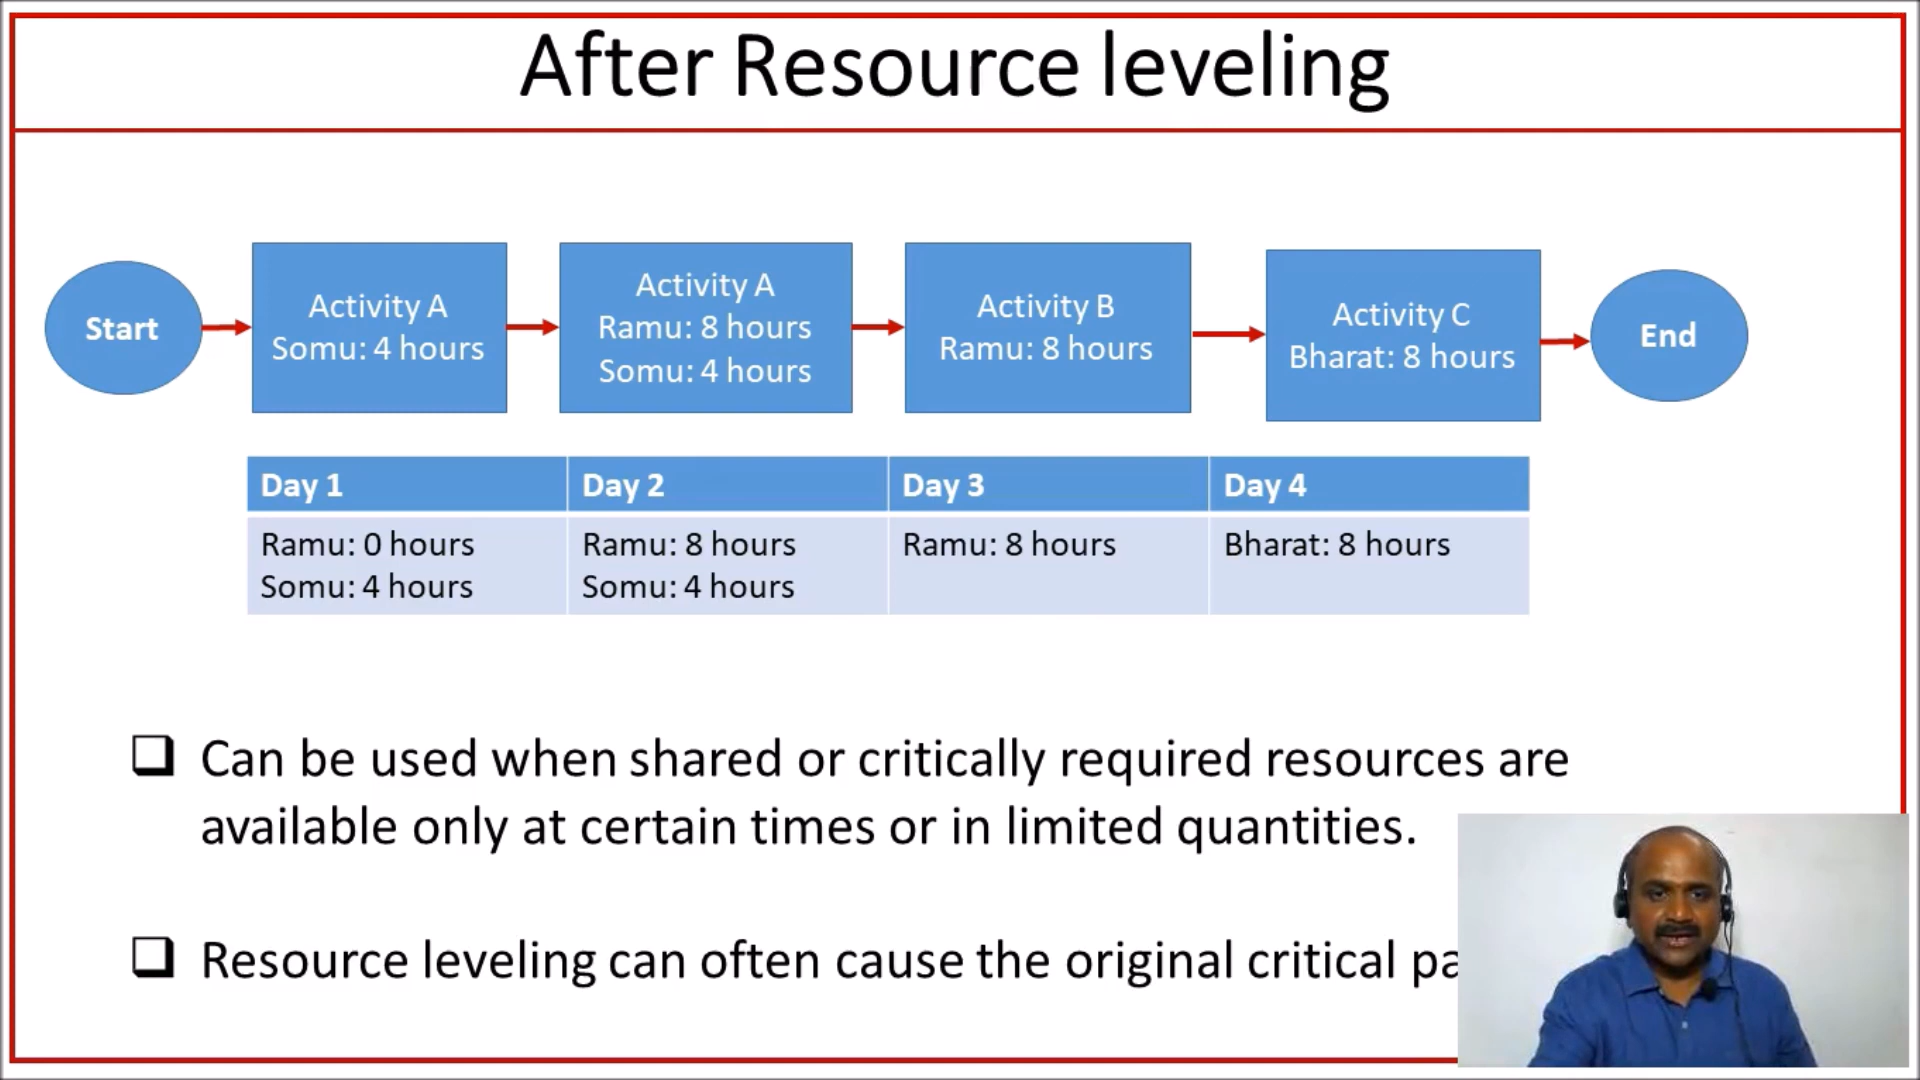 After Resource leveling
Start
Activity A
Somu: 4 hours
Activity A
Ramu: 8 hours
Somu: 4 hours
Activity B
Ramu: 8 hours
Activity C
Bharat: 8 hours
End
Day 1
Day 2
Day 3
Day 4
Ramu: 0 hours
Somu: 4 hours
Ramu: 8 hours
Somu: 4 hours
Ramu: 8 hours
Bharat: 8 hours
Can be used when shared or critically required resources are
available only at certain times or in limited quantities.
Resource leveling can often cause the original critical